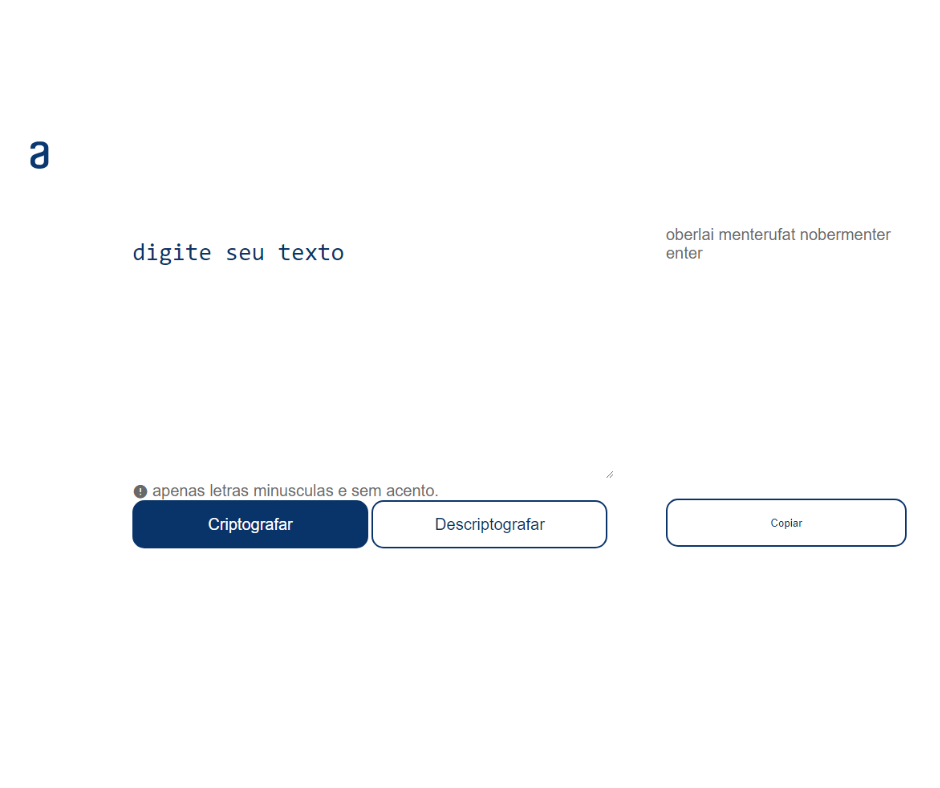 a
digite seu texto
apenas letras minusculas e sem acento.
Criptografar
Descriptografar
oberlai menterufat nobermenter
enter
Copiar